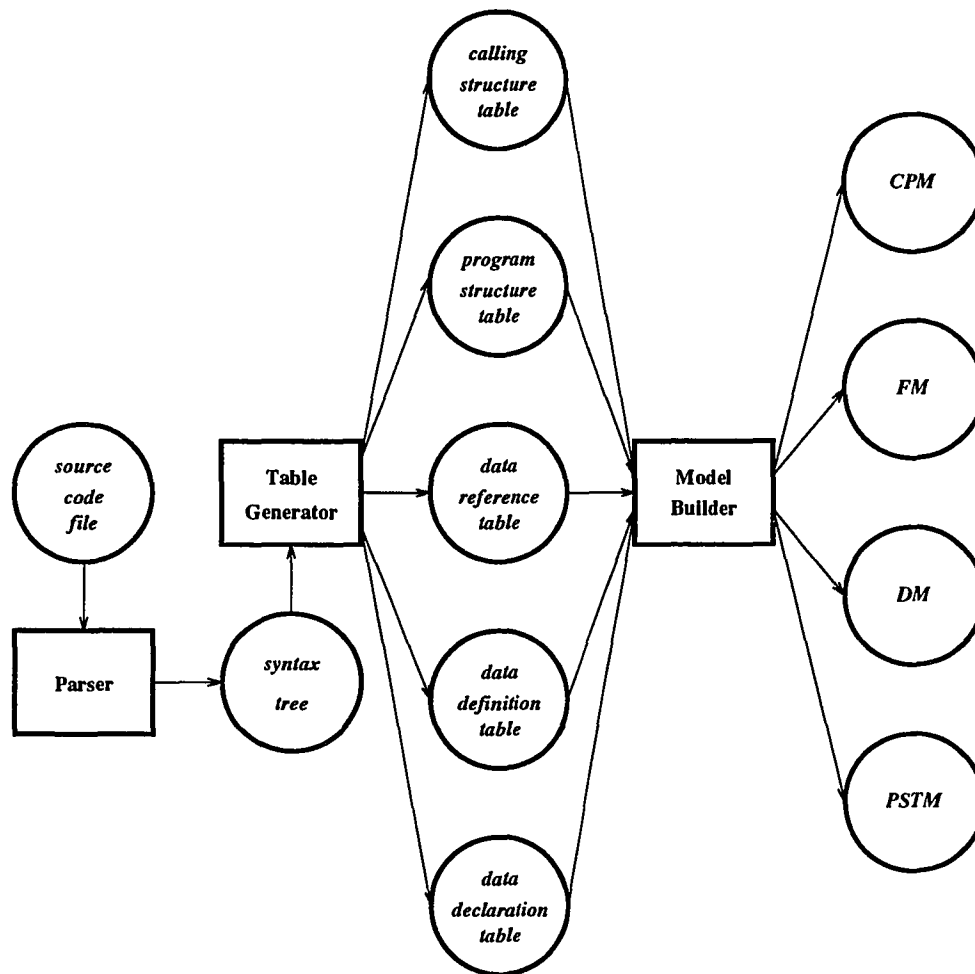 source
code
file
Parser
syntax
tree
Table
Generator
calling
structure
table
program
structure
table
data
reference
table
data
definition
table
data
declaration
table
Model
Builder
CPM
FM
DM
PSTM